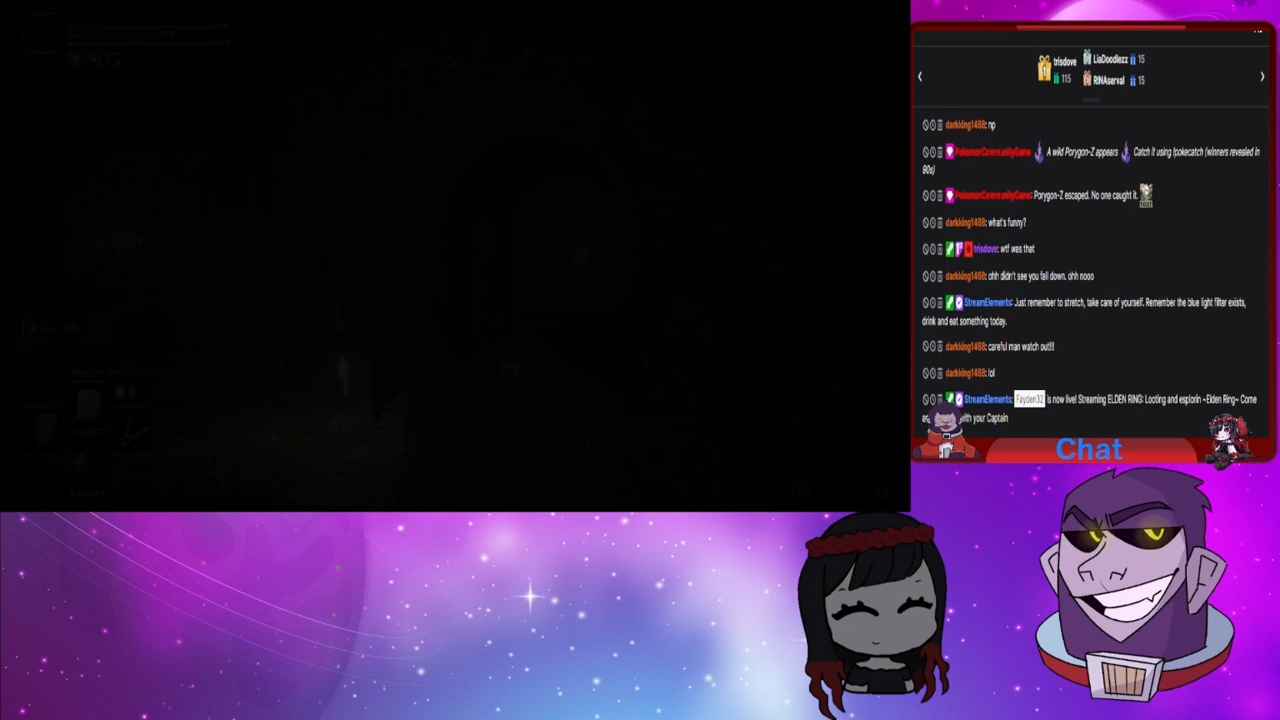 trisdove
115
LiaDoodlezz 15
RINAserval 15
darkking1468: np
PokemonCommunityGame A wild Porygon-Z appears Catch it using !pokecatch (winners revealed in
90s)
PokemonCommunityGame: Porygon-Z escaped. No one caught it.
darkking1468: what's funny?
trisdove: wtf was that
darkking1468: ohh didn't see you fall down. ohh nooo
StreamElements: Just remember to stretch, take care of yourself. Remember the blue light filter exists,
drink and eat something today.
darkking1468: careful man watch out!!!
darkking1468: lol
StreamElements: Fayden32 is now live! Streaming ELDEN RING: Looting and esplorin ~Elden Ring~ Come
with your Captain
Chat